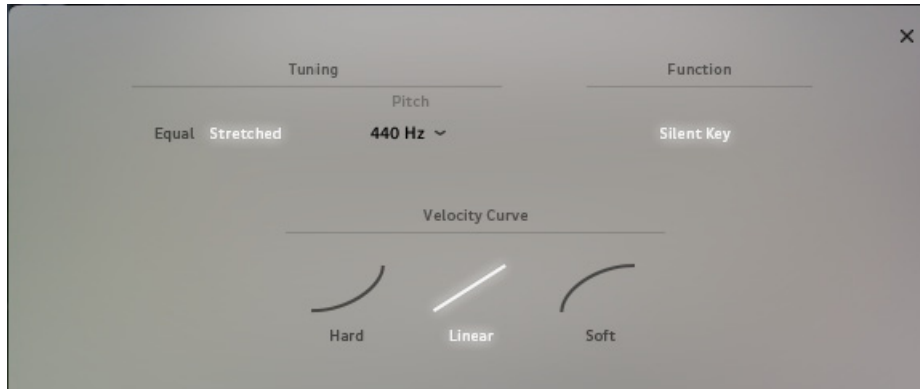 Tuning Function
Pitch
Equal Stretched 440 Hz Silent Key
Velocity Curve
Hard Linear Soft